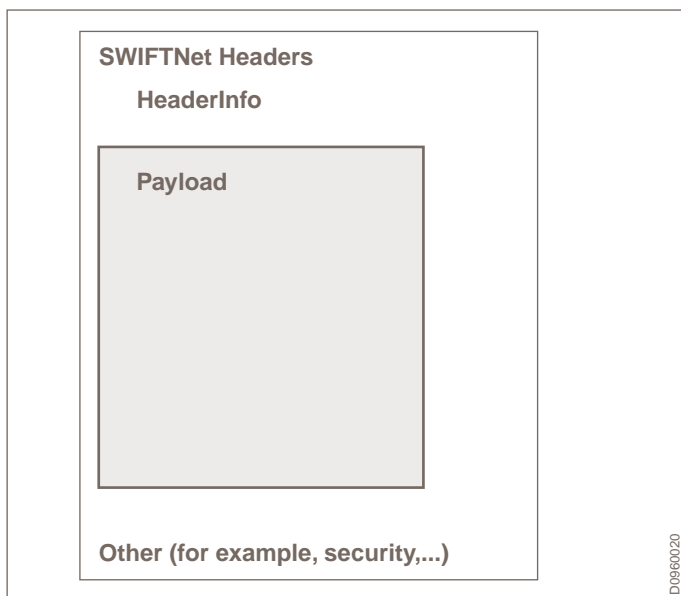 SWIFTNet Headers
HeaderInfo
Payload
Other (for example, security,...)
D0960020